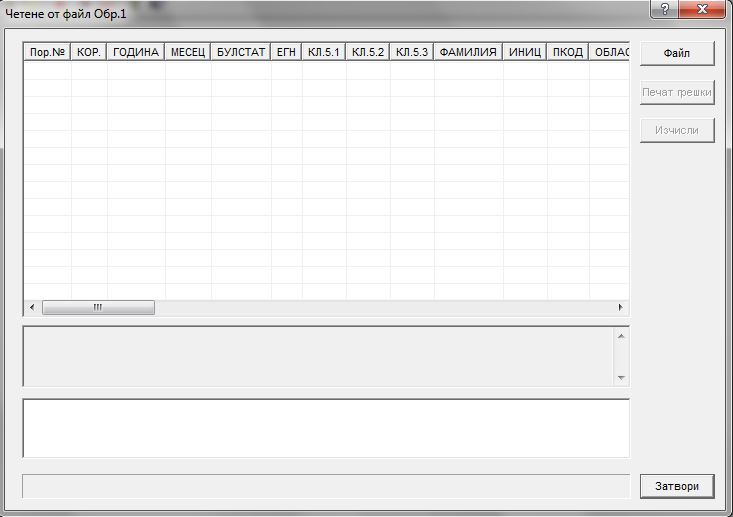 Четене от файл Обр.1
Пор.№ КОР. ГОДИНА МЕСЕЦ БУЛСТАТ ЕГН КЛ.5.1 КЛ.5.2 КЛ.5.3 ФАМИЛИЯ ИНИЦ ПКОД ОБЛАС
Файл
Печат грешки
Изчисли
Затвори